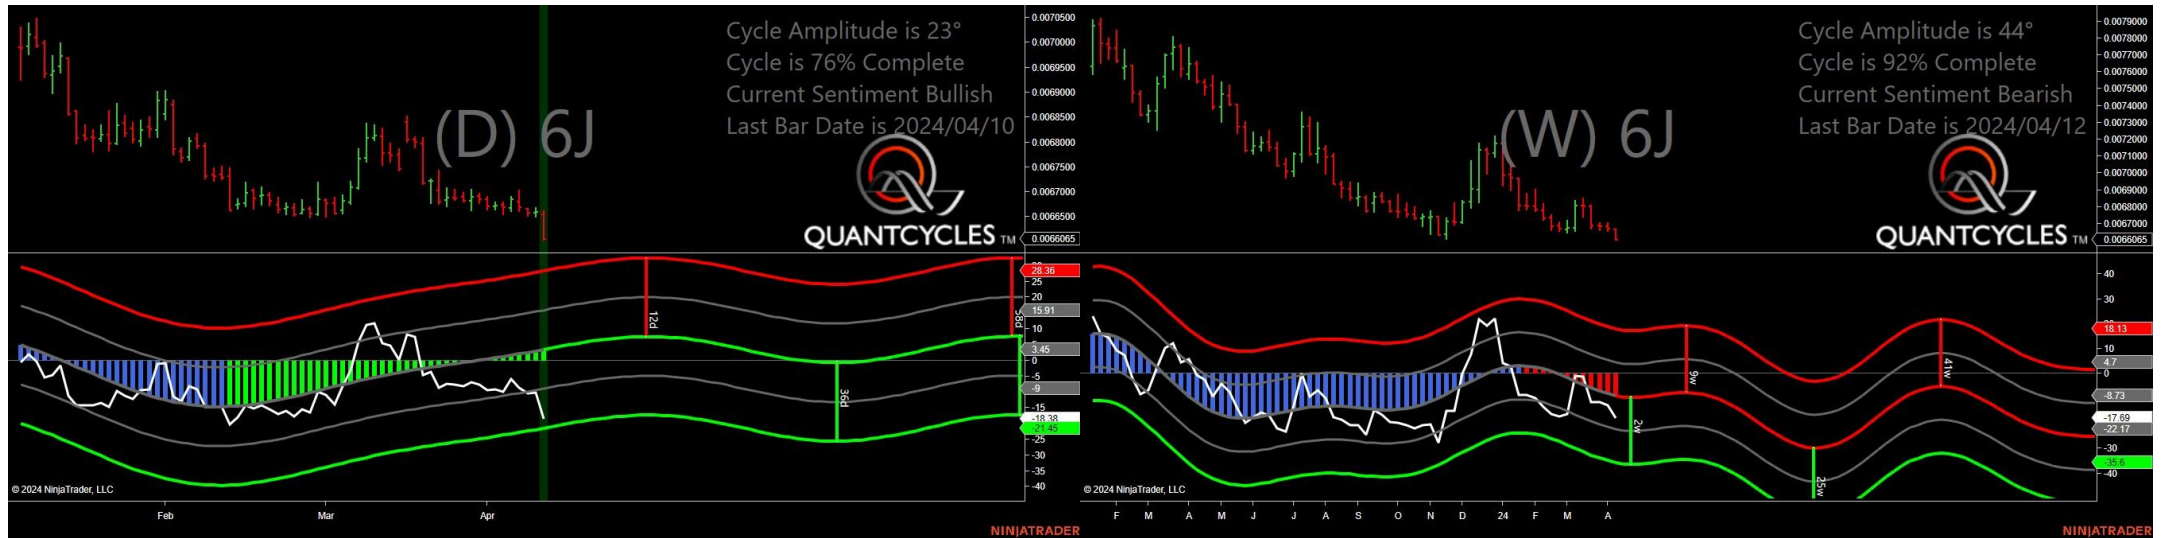 Cycle Amplitude is 23°
Cycle is 76% Complete
Current Sentiment Bullish
Last Bar Date is 2024/04/10
(D) 6J
QUANTCYCLES TM
0.0070500
0.0070000
0.0069500
0.0069000
0.0068500
0.0068000
0.0067500
0.0067000
0.0066500
0.0066065
28.36
25
20
15.91
10
3.45
0
-5
-9
-15
-18.38
-21.45
-25
-30
-35
-40
12d
36d
58d
© 2024 NinjaTrader, LLC
Feb Mar Apr
NINJATRADER
Cycle Amplitude is 44°
Cycle is 92% Complete
Current Sentiment Bearish
Last Bar Date is 2024/04/12
(W) 6J
QUANTCYCLES TM
0.0079000
0.0078000
0.0077000
0.0076000
0.0075000
0.0074000
0.0073000
0.0072000
0.0071000
0.0070000
0.0069000
0.0068000
0.0067000
0.0066065
40
30
18.13
10
4.7
0
-8.73
-17.69
-22.17
-30
-35.6
-40
2w
9w
25w
41w
© 2024 NinjaTrader, LLC
F M A M J J A S O N D 24 F M A
NINJATRADER